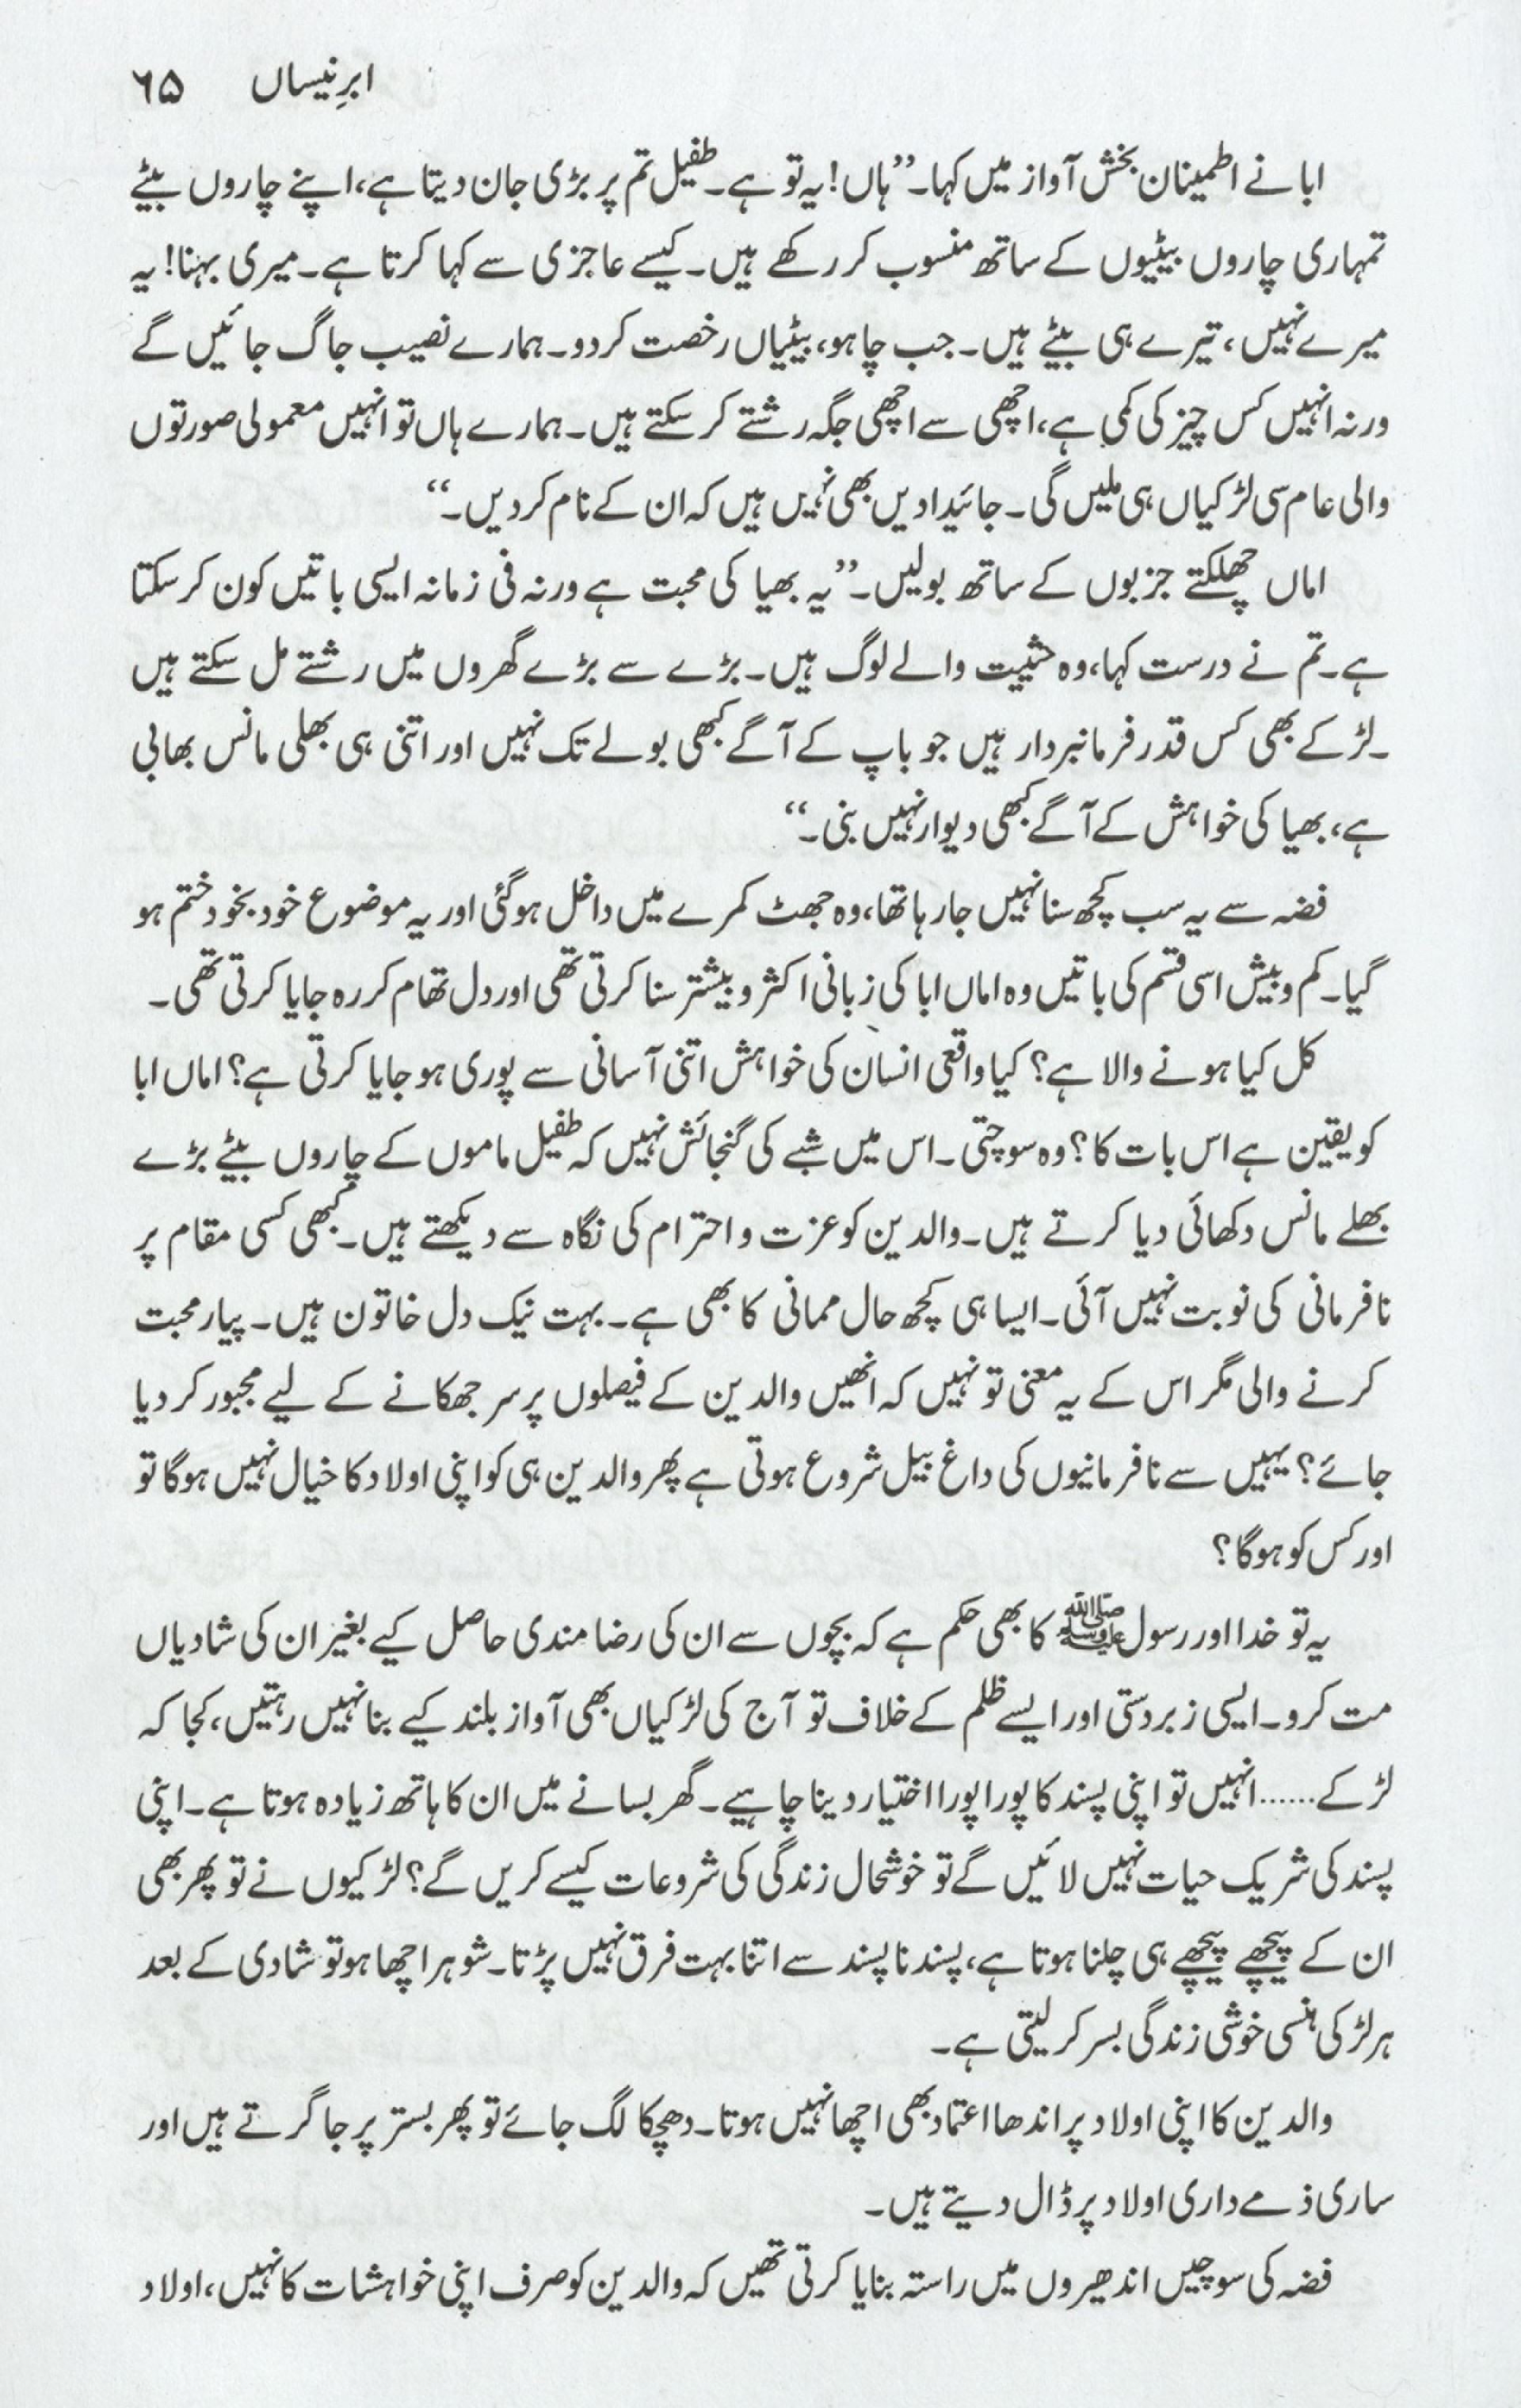 ابرِ نیساں ۶۵
ابا نے اطمینان بخش آواز میں کہا۔ ”ہاں! یہ تو ہے۔ طفیل تم پر بڑی جان دیتا ہے، اپنے چاروں بیٹے
تمہاری چاروں بیٹیوں کے ساتھ منسوب کر رکھے ہیں۔ کیسے عاجزی سے کہا کرتا ہے۔ میری بہنا! یہ
میرے نہیں، تیرے ہی بیٹے ہیں۔ جب چاہو، بیٹیاں رخصت کر دو۔ ہمارے نصیب جاگ جائیں گے
ورنہ انہیں کس چیز کی کمی ہے، اچھی سے اچھی جگہ رشتے کر سکتے ہیں۔ ہمارے ہاں تو انہیں معمولی صورتوں
والی عام سی لڑکیاں ہی ملیں گی۔ جائیدادیں بھی نہیں ہیں کہ ان کے نام کر دیں۔“
اماں چھلکتے جزبوں کے ساتھ بولیں۔ ”یہ بھیا کی محبت ہے ورنہ فی زمانہ ایسی باتیں کون کر سکتا
ہے۔ تم نے درست کہا، وہ حثیت والے لوگ ہیں۔ بڑے سے بڑے گھروں میں رشتے مل سکتے ہیں
۔ لڑکے بھی کس قدر فرمانبردار ہیں جو باپ کے آگے کبھی بولے تک نہیں اور اتنی ہی بھلی مانس بھابی
ہے، بھیا کی خواہش کے آگے کبھی دیوار نہیں بنی۔“
فضہ سے یہ سب کچھ سنا نہیں جا رہا تھا، وہ جھٹ کمرے میں داخل ہو گئی اور یہ موضوع خود بخود ختم ہو
گیا۔ کم و بیش اسی قسم کی باتیں وہ اماں ابا کی زبانی اکثر و بیشتر سنا کرتی تھی اور دل تھام کر رہ جایا کرتی تھی۔
کل کیا ہونے والا ہے؟ کیا واقعی انسان کی خواہش اتنی آسانی سے پوری ہو جایا کرتی ہے؟ اماں ابا
کو یقین ہے اس بات کا؟ وہ سوچتی۔ اس میں شبے کی گنجائش نہیں کہ طفیل ماموں کے چاروں بیٹے بڑے
بھلے مانس دکھائی دیا کرتے ہیں۔ والدین کو عزت و احترام کی نگاہ سے دیکھتے ہیں۔ کبھی کسی مقام پر
نافرمانی کی نوبت نہیں آئی۔ ایسا ہی کچھ حال ممانی کا بھی ہے۔ بہت نیک دل خاتون ہیں۔ پیار محبت
کرنے والی مگر اس کے یہ معنی تو نہیں کہ انھیں والدین کے فیصلوں پر سر جھکانے کے لیے مجبور کر دیا
جائے؟ یہیں سے نافرمانیوں کی داغ بیل شروع ہوتی ہے پھر والدین ہی کو اپنی اولاد کا خیال نہیں ہوگا تو
اور کس کو ہوگا؟
یہ تو خدا اور رسول ﷺ کا بھی حکم ہے کہ بچوں سے ان کی رضامندی حاصل کیے بغیر ان کی شادیاں
مت کرو۔ ایسی زبردستی اور ایسے ظلم کے خلاف تو آج کی لڑکیاں بھی آواز بلند کیے بنا نہیں رہتیں، کجا کہ
لڑکے...... انہیں تو اپنی پسند کا پورا پورا اختیار دینا چاہیے۔ گھر بسانے میں ان کا ہاتھ زیادہ ہوتا ہے۔ اپنی
پسند کی شریک حیات نہیں لائیں گے تو خوشحال زندگی کی شروعات کیسے کریں گے؟ لڑکیوں نے تو پھر بھی
ان کے پیچھے پیچھے ہی چلنا ہوتا ہے، پسند ناپسند سے اتنا بہت فرق نہیں پڑتا۔ شوہر اچھا ہو تو شادی کے بعد
ہر لڑکی ہنسی خوشی زندگی بسر کر لیتی ہے۔
والدین کا اپنی اولاد پر اندھا اعتماد بھی اچھا نہیں ہوتا۔ دھچکا لگ جائے تو پھر بستر پر جا گرتے ہیں اور
ساری ذمے داری اولاد پر ڈال دیتے ہیں۔
فضہ کی سوچیں اندھیروں میں راستہ بنایا کرتی تھیں کہ والدین کو صرف اپنی خواہشات کا نہیں، اولاد